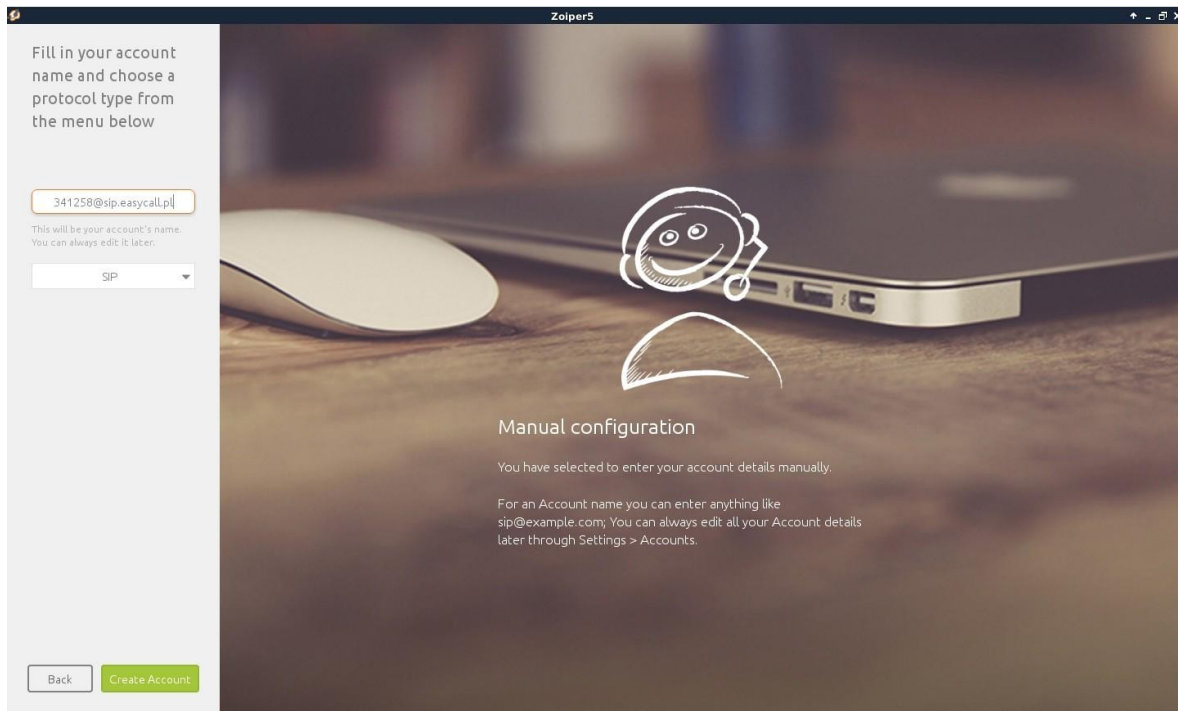 Zoiper5
Fill in your account
name and choose a
protocol type from
the menu below
341258@sip.easycall.pl
This will be your account's name.
You can always edit it later.
SIP
Manual configuration
You have selected to enter your account details manually.
For an Account name you can enter anything like
sip@example.com; You can always edit all your Account details
later through Settings > Accounts.
Back
Create Account